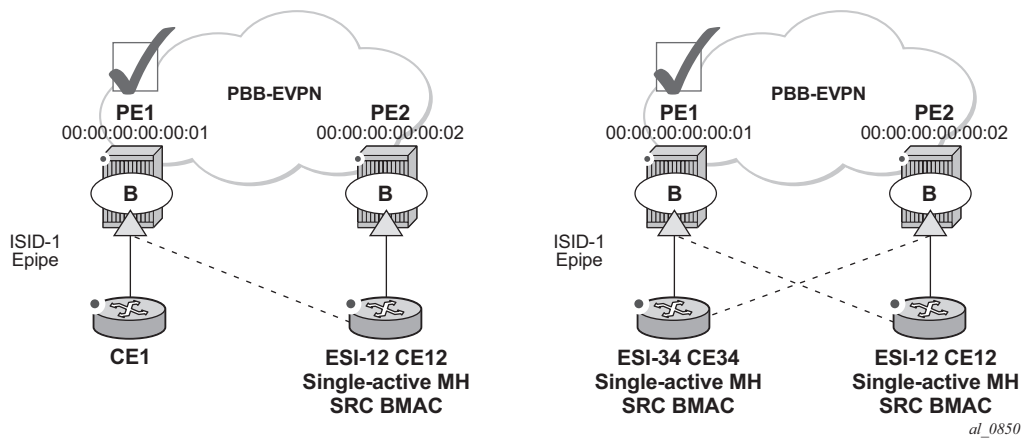 PBB-EVPN
PE1
00:00:00:00:00:01
PE2
00:00:00:00:00:02
B
B
ISID-1
Epipe
CE1
ESI-12 CE12
Single-active MH
SRC BMAC
PBB-EVPN
PE1
00:00:00:00:00:01
PE2
00:00:00:00:00:02
B
B
ISID-1
Epipe
ESI-34 CE34
Single-active MH
SRC BMAC
ESI-12 CE12
Single-active MH
SRC BMAC
al_0850